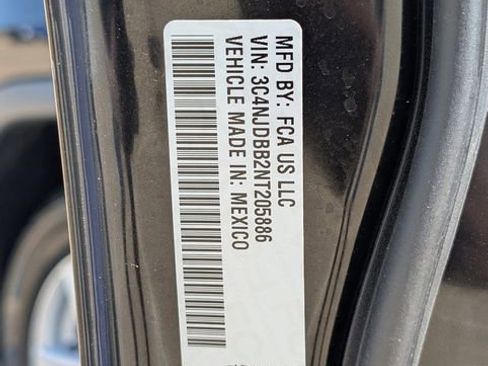 MFD BY: FCA US LLC
VIN: 3C4NJDBB2NT205886
VEHICLE MADE IN: MEXICO